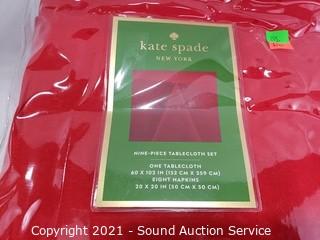 kate spade
NEW YORK
NINE-PIECE TABLECLOTH SET
ONE TABLECLOTH
60 X 102 IN (152 CM X 259 CM)
EIGHT NAPKINS
20 X 20 IN (50 CM X 50 CM)
Copyright 2021 - Sound Auction Service